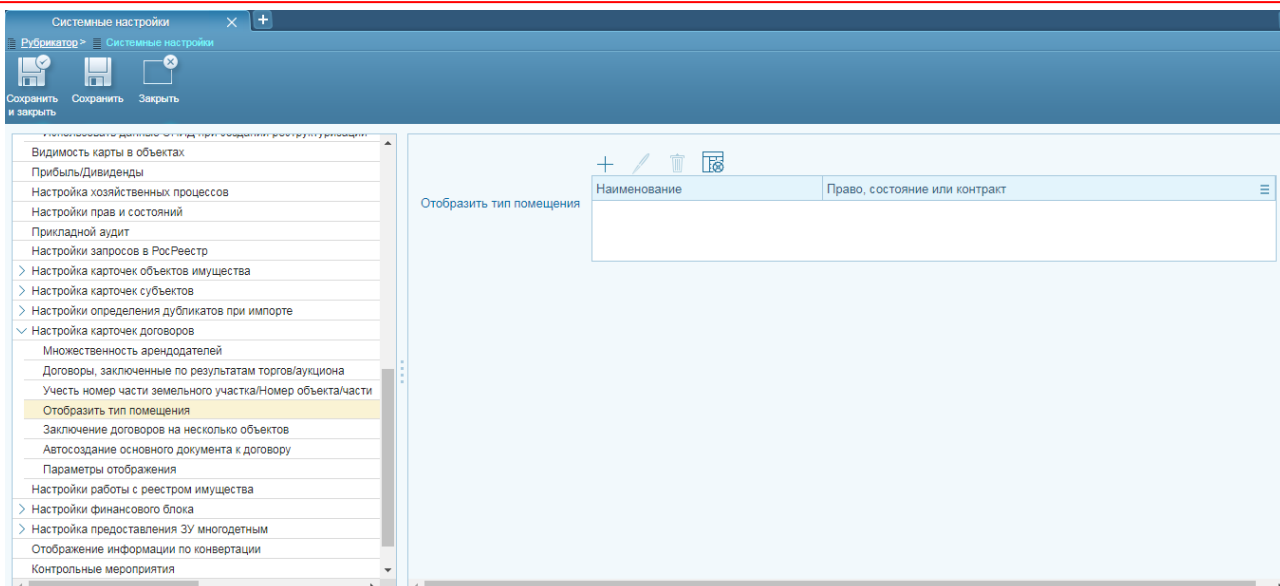 Системные настройки
Рубрикатор > Системные настройки
Сохранить и закрыть
Сохранить
Закрыть
Использовать данные при создании реструктуризации
Видимость карты в объектах
Прибыль/Дивиденды
Настройка хозяйственных процессов
Настройки прав и состояний
Прикладной аудит
Настройки запросов в РосРеестр
Настройка карточек объектов имущества
Настройка карточек субъектов
Настройки определения дубликатов при импорте
Настройка карточек договоров
Множественность арендодателей
Договоры, заключенные по результатам торгов/аукциона
Учесть номер части земельного участка/Номер объекта/части
Отобразить тип помещения
Заключение договоров на несколько объектов
Автосоздание основного документа к договору
Параметры отображения
Настройки работы с реестром имущества
Настройки финансового блока
Настройка предоставления ЗУ многодетным
Отображение информации по конвертации
Контрольные мероприятия
Отобразить тип помещения
Наименование
Право, состояние или контракт